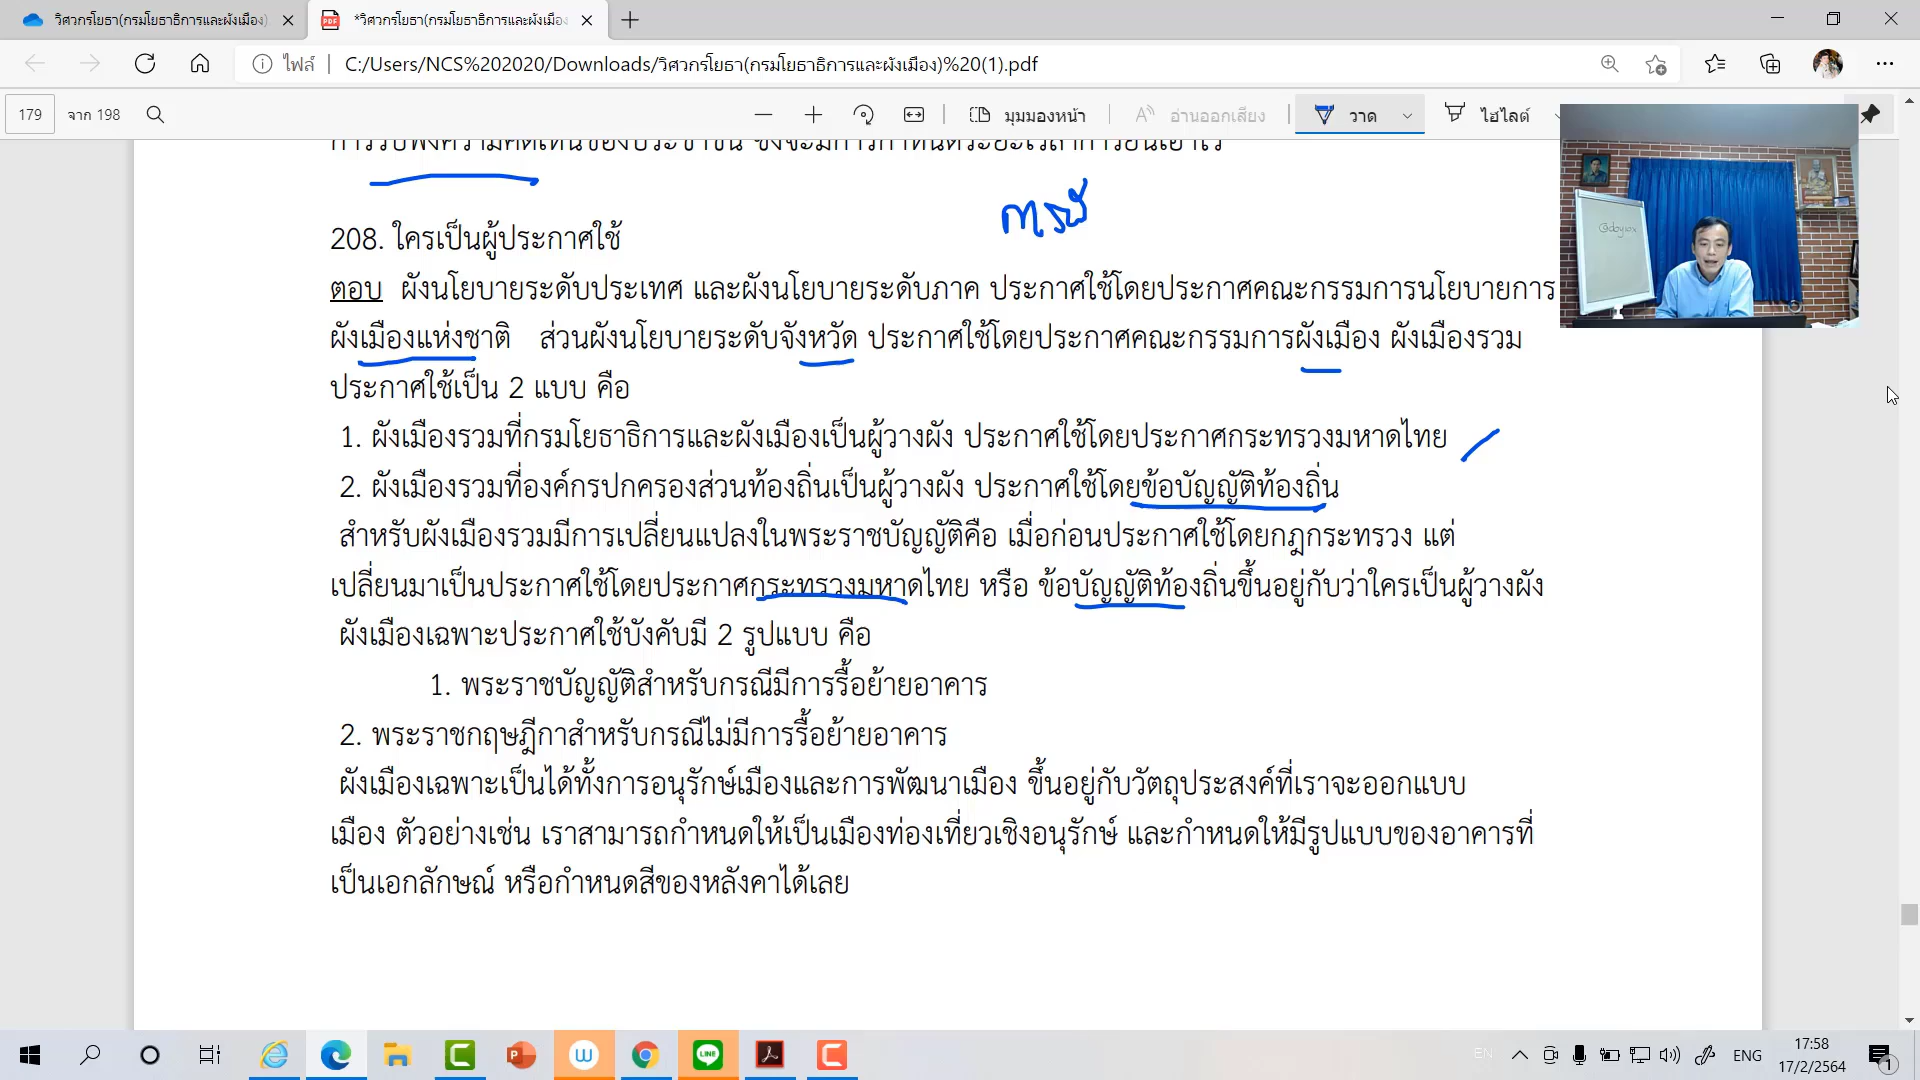 วิศวกรโยธา(กรมโยธาธิการและผังเมือง)
*วิศวกรโยธา(กรมโยธาธิการและผังเมือง
ไฟล์ C:/Users/NCS%202020/Downloads/วิศวกรโยธา(กรมโยธาธิการและผังเมือง)%20(1).pdf
179 จาก 198 มุมมองหน้า อ่านออกเสียง วาด ไฮไลต์
208. ใครเป็นผู้ประกาศใช้
ตอบ ผังนโยบายระดับประเทศ และผังนโยบายระดับภาค ประกาศใช้โดยประกาศคณะกรรมการนโยบายการ
ผังเมืองแห่งชาติ ส่วนผังนโยบายระดับจังหวัด ประกาศใช้โดยประกาศคณะกรรมการผังเมือง ผังเมืองรวม
ประกาศใช้เป็น 2 แบบ คือ
1. ผังเมืองรวมที่กรมโยธาธิการและผังเมืองเป็นผู้วางผัง ประกาศใช้โดยประกาศกระทรวงมหาดไทย
2. ผังเมืองรวมที่องค์กรปกครองส่วนท้องถิ่นเป็นผู้วางผัง ประกาศใช้โดยข้อบัญญัติท้องถิ่น
สำหรับผังเมืองรวมมีการเปลี่ยนแปลงในพระราชบัญญัติคือ เมื่อก่อนประกาศใช้โดยกฎกระทรวง แต่
เปลี่ยนมาเป็นประกาศใช้โดยประกาศกระทรวงมหาดไทย หรือ ข้อบัญญัติท้องถิ่นขึ้นอยู่กับว่าใครเป็นผู้วางผัง
ผังเมืองเฉพาะประกาศใช้บังคับมี 2 รูปแบบ คือ
1. พระราชบัญญัติสำหรับกรณีมีการรื้อย้ายอาคาร
2. พระราชกฤษฎีกาสำหรับกรณีไม่มีการรื้อย้ายอาคาร
ผังเมืองเฉพาะเป็นได้ทั้งการอนุรักษ์เมืองและการพัฒนาเมือง ขึ้นอยู่กับวัตถุประสงค์ที่เราจะออกแบบ
เมือง ตัวอย่างเช่น เราสามารถกำหนดให้เป็นเมืองท่องเที่ยวเชิงอนุรักษ์ และกำหนดให้มีรูปแบบของอาคารที่
เป็นเอกลักษณ์ หรือกำหนดสีของหลังคาได้เลย
EN ENG 17:58
17/2/2564 1